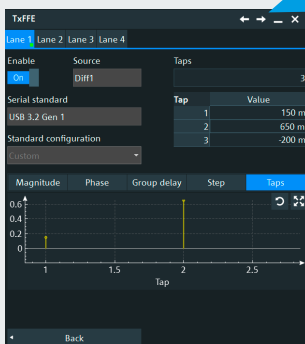 TxFFE
Lane 1 Lane 2 Lane 3 Lane 4
Enable Source Taps
On Diff1 3
Serial standard Tap Value
USB 3.2 Gen 1 1 150 m
2 650 m
Standard configuration 3 -200 m
Custom
Magnitude Phase Group delay Step Taps
0.6
0.4
0.2
0
1 1.5 2 2.5
Tap
Back